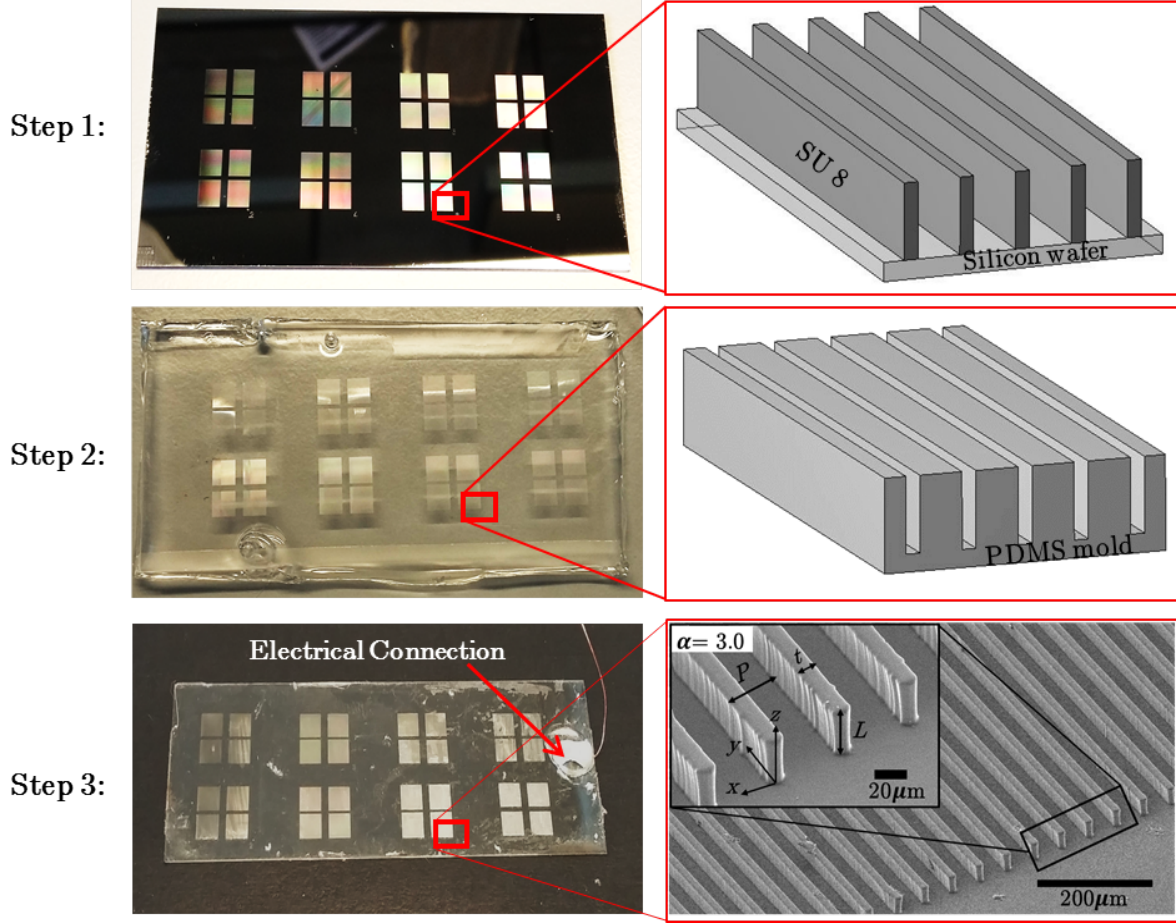 Step 1:
SU 8
Silicon wafer
Step 2:
PDMS mold
Step 3:
Electrical Connection
α= 3.0
P
t
z
L
y
x
20μm
200μm